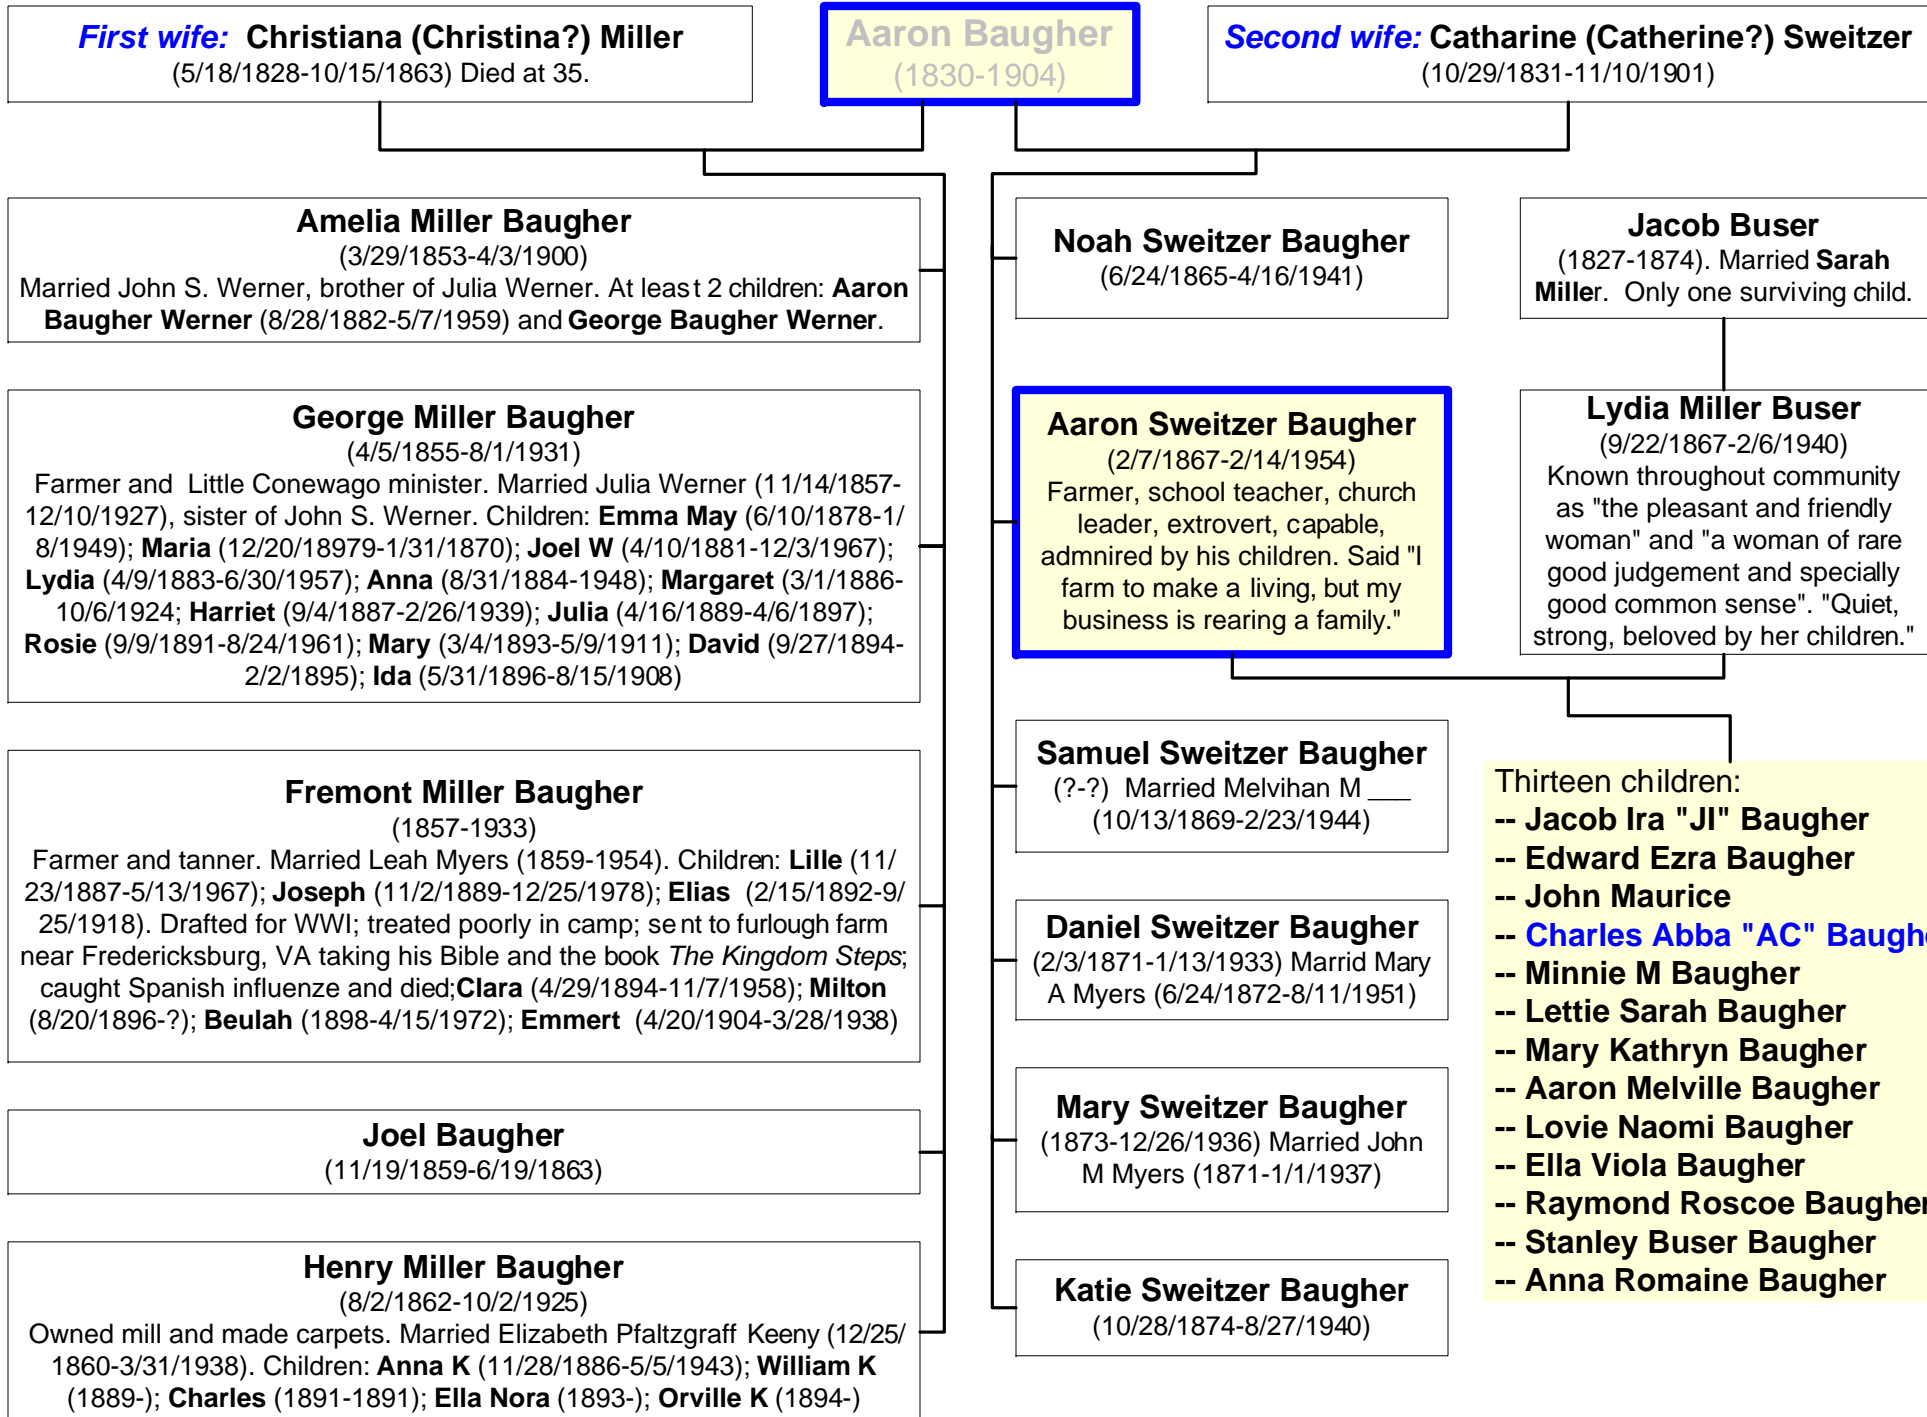 First wife: Christiana (Christina?) Miller
(5/18/1828-10/15/1863) Died at 35.
Aaron Baugher
(1830-1904)
Second wife: Catharine (Catherine?) Sweitzer
(10/29/1831-11/10/1901)
Amelia Miller Baugher
(3/29/1853-4/3/1900)
Married John S. Werner, brother of Julia Werner. At least 2 children: Aaron
Baugher Werner (8/28/1882-5/7/1959) and George Baugher Werner.
George Miller Baugher
(4/5/1855-8/1/1931)
Farmer and Little Conewago minister. Married Julia Werner (11/14/1857-
12/10/1927), sister of John S. Werner. Children: Emma May (6/10/1878-1/
8/1949); Maria (12/20/18979-1/31/1870); Joel W (4/10/1881-12/3/1967);
Lydia (4/9/1883-6/30/1957); Anna (8/31/1884-1948); Margaret (3/1/1886-
10/6/1924; Harriet (9/4/1887-2/26/1939); Julia (4/16/1889-4/6/1897);
Rosie (9/9/1891-8/24/1961); Mary (3/4/1893-5/9/1911); David (9/27/1894-
2/2/1895); Ida (5/31/1896-8/15/1908)
Fremont Miller Baugher
(1857-1933)
Farmer and tanner. Married Leah Myers (1859-1954). Children: Lille (11/
23/1887-5/13/1967); Joseph (11/2/1889-12/25/1978); Elias (2/15/1892-9/
25/1918). Drafted for WWI; treated poorly in camp; sent to furlough farm
near Fredericksburg, VA taking his Bible and the book The Kingdom Steps;
caught Spanish influenze and died;Clara (4/29/1894-11/7/1958); Milton
(8/20/1896-?); Beulah (1898-4/15/1972); Emmert (4/20/1904-3/28/1938)
Joel Baugher
(11/19/1859-6/19/1863)
Henry Miller Baugher
(8/2/1862-10/2/1925)
Owned mill and made carpets. Married Elizabeth Pfaltzgraff Keeny (12/25/
1860-3/31/1938). Children: Anna K (11/28/1886-5/5/1943); William K
(1889-); Charles (1891-1891); Ella Nora (1893-); Orville K (1894-)
Noah Sweitzer Baugher
(6/24/1865-4/16/1941)
Aaron Sweitzer Baugher
(2/7/1867-2/14/1954)
Farmer, school teacher, church
leader, extrovert, capable,
admnired by his children. Said "I
farm to make a living, but my
business is rearing a family."
Samuel Sweitzer Baugher
(?-?) Married Melvihan M ___
(10/13/1869-2/23/1944)
Daniel Sweitzer Baugher
(2/3/1871-1/13/1933) Marrid Mary
A Myers (6/24/1872-8/11/1951)
Mary Sweitzer Baugher
(1873-12/26/1936) Married John
M Myers (1871-1/1/1937)
Katie Sweitzer Baugher
(10/28/1874-8/27/1940)
Jacob Buser
(1827-1874). Married Sarah
Miller. Only one surviving child.
Lydia Miller Buser
(9/22/1867-2/6/1940)
Known throughout community
as "the pleasant and friendly
woman" and "a woman of rare
good judgement and specially
good common sense". "Quiet,
strong, beloved by her children."
Thirteen children:
-- Jacob Ira "JI" Baugher
-- Edward Ezra Baugher
-- John Maurice
-- Charles Abba "AC" Baughe
-- Minnie M Baugher
-- Lettie Sarah Baugher
-- Mary Kathryn Baugher
-- Aaron Melville Baugher
-- Lovie Naomi Baugher
-- Ella Viola Baugher
-- Raymond Roscoe Baugher
-- Stanley Buser Baugher
-- Anna Romaine Baugher